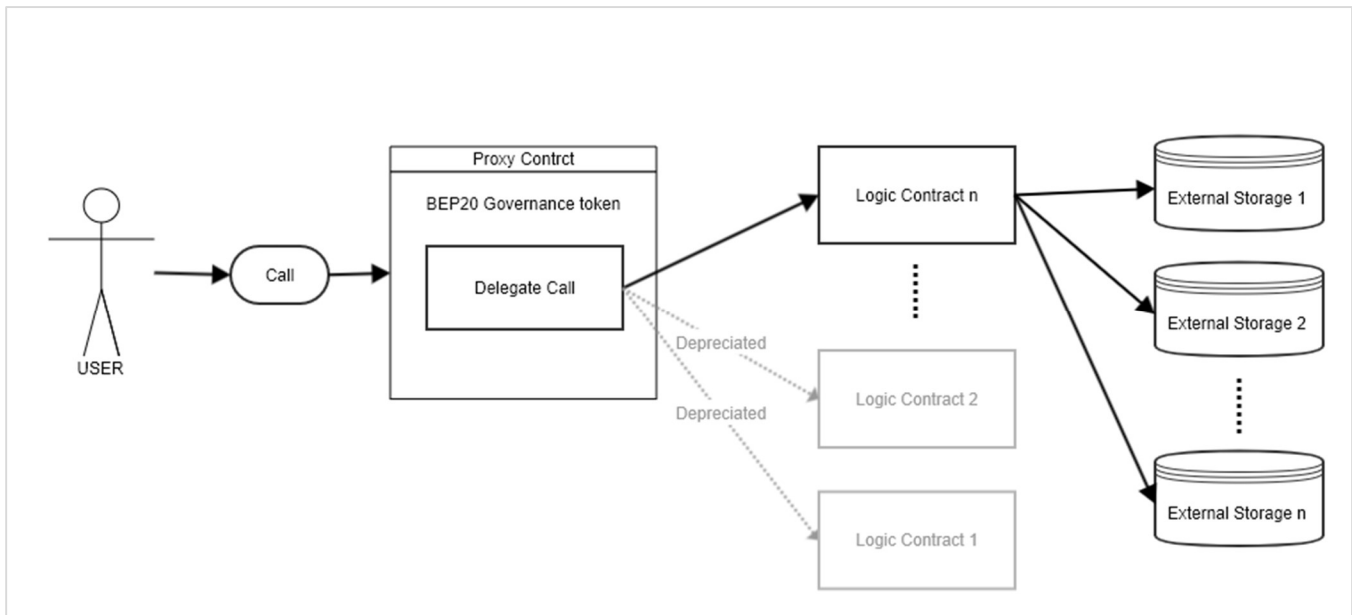 Proxy Contrct
BEP20 Governance token
Call
Delegate Call
USER
Depreciated
Depreciated
Logic Contract n
Logic Contract 2
Logic Contract 1
External Storage 1
External Storage 2
External Storage n